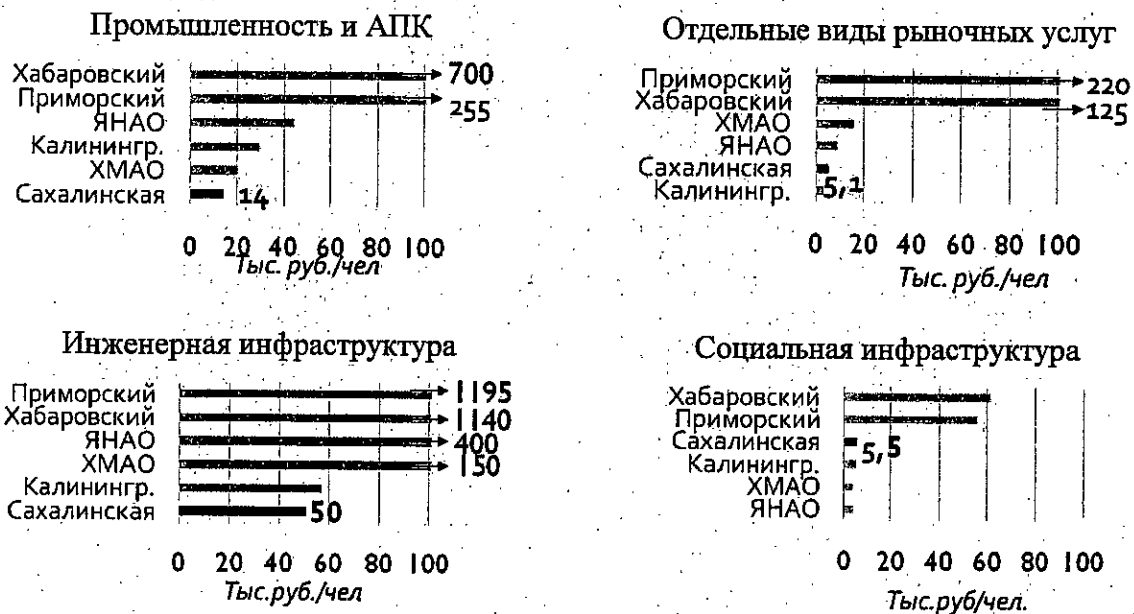 Промышленность и АПК
Хабаровский 700
Приморский 255
ЯНАО
Калинингр.
ХМАО
Сахалинская 14
0 20 40 60 80 100
Тыс. руб./чел
Отдельные виды рыночных услуг
Приморский 220
Хабаровский 125
ХМАО
ЯНАО
Сахалинская
Калинингр. 5,1
0 20 40 60 80 100
Тыс. руб./чел
Инженерная инфраструктура
Приморский 1195
Хабаровский 1140
ЯНАО 400
ХМАО 150
Калинингр.
Сахалинская 50
0 20 40 60 80 100
Тыс.руб./чел
Социальная инфраструктура
Хабаровский
Приморский
Сахалинская 5,5
Калинингр.
ХМАО
ЯНАО
0 20 40 60 80 100
Тыс.руб/чел.